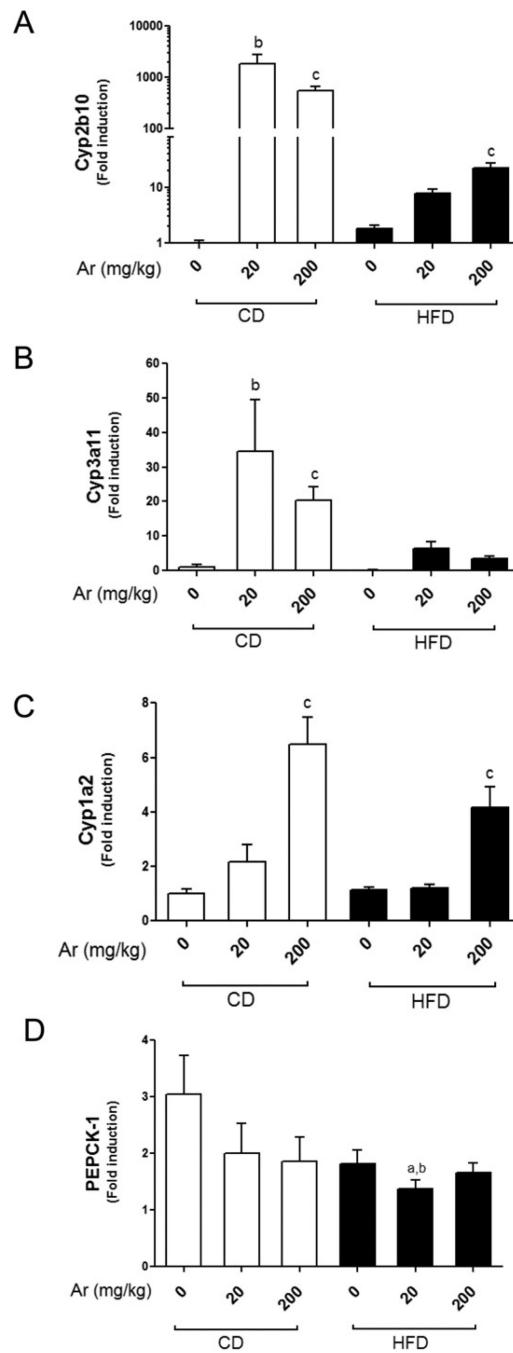 A
Cyp2b10
(Fold induction)
10000
1000
100
10
1
b
c
c
Ar (mg/kg)
0 20 200 0 20 200
CD HFD
B
Cyp3a11
(Fold induction)
60
50
40
30
20
10
0
b
c
Ar (mg/kg)
0 20 200 0 20 200
CD HFD
C
Cyp1a2
(Fold induction)
8
6
4
2
0
c
c
Ar (mg/kg)
0 20 200 0 20 200
CD HFD
D
PEPCK-1
(Fold induction)
4
3
2
1
0
a,b
Ar (mg/kg)
0 20 200 0 20 200
CD HFD